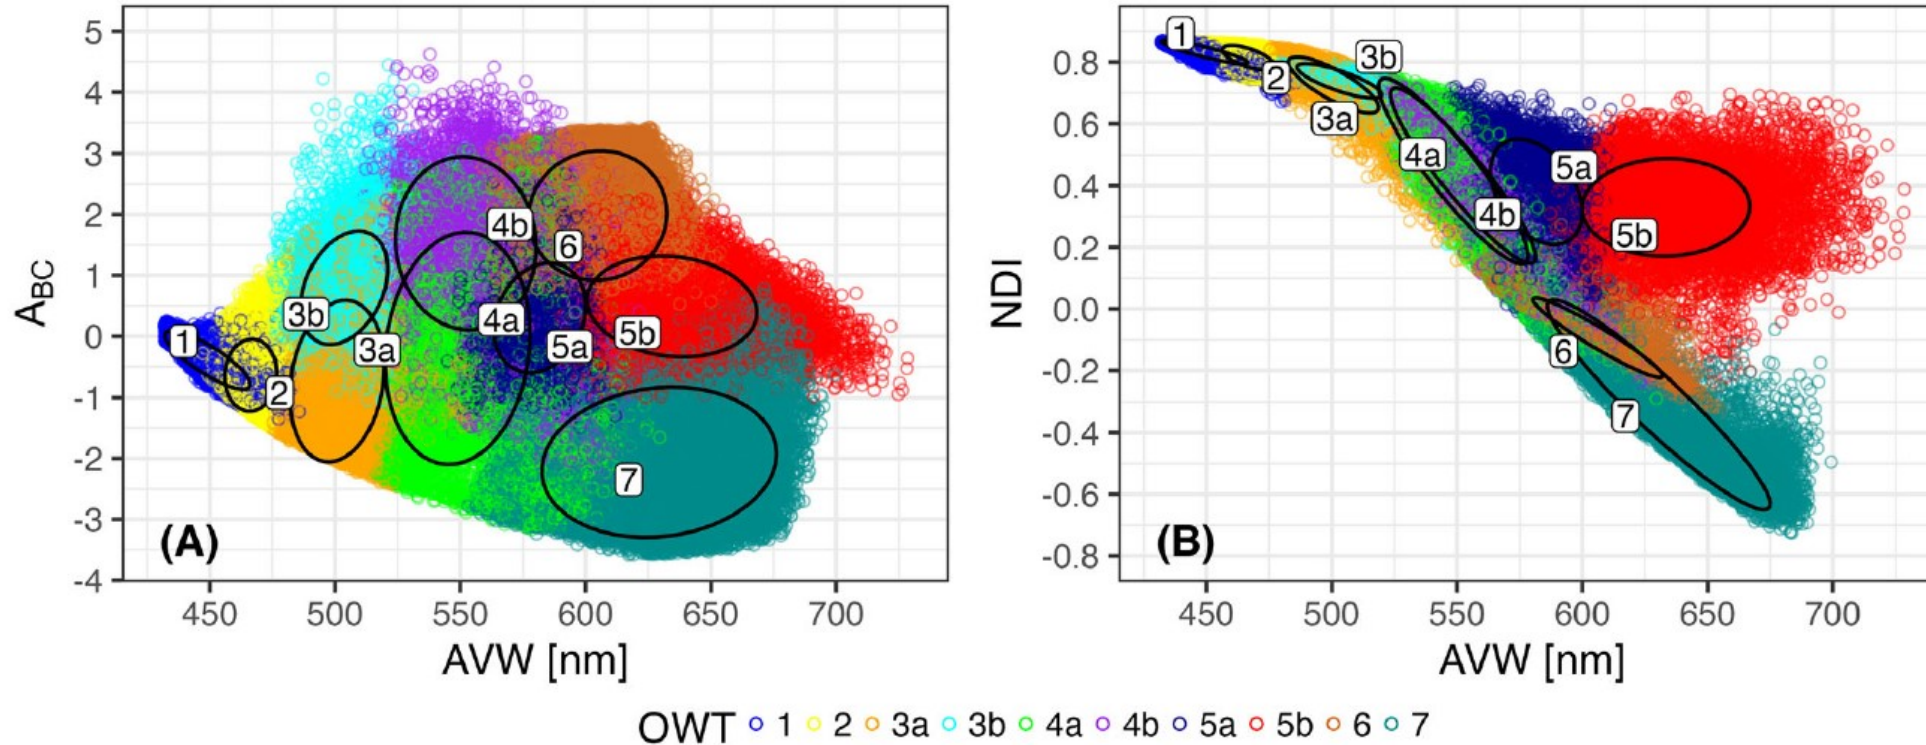 5
4
3
2
1
0
-1
-2
-3
-4
A_BC
1
2
3b
3a
4b
4a
6
5a
5b
7
(A)
450 500 550 600 650 700
AVW [nm]
0.8
0.6
0.4
0.2
0.0
-0.2
-0.4
-0.6
-0.8
NDI
1
2
3b
3a
4a
4b
5a
5b
6
7
(B)
450 500 550 600 650 700
AVW [nm]
OWT 1 2 3a 3b 4a 4b 5a 5b 6 7